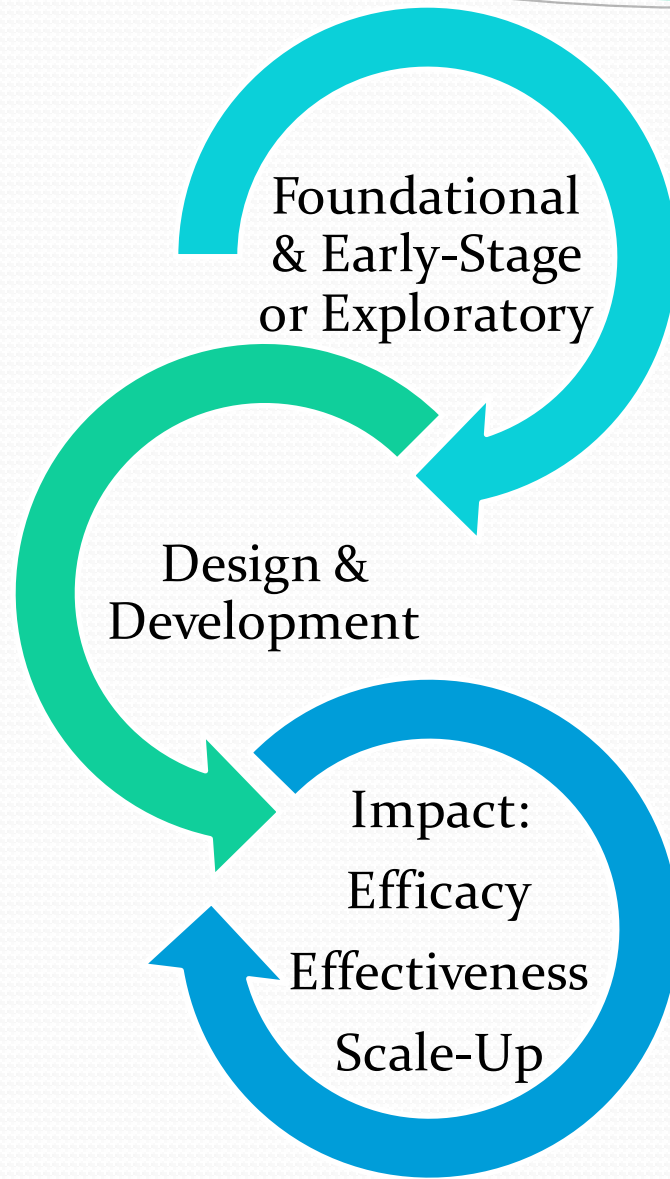 Foundational
& Early-Stage
or Exploratory
Design &
Development
Impact:
Efficacy
Effectiveness
Scale-Up